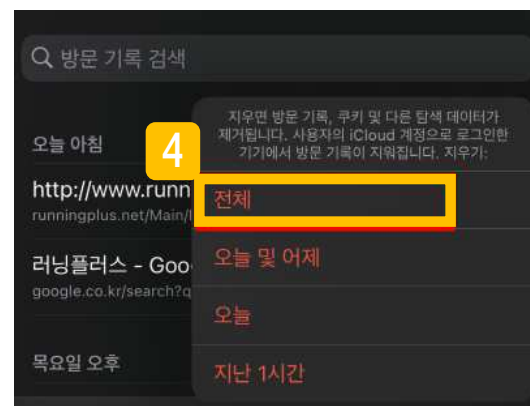 방문 기록 검색
지우면 방문 기록, 쿠키 및 다른 탐색 데이터가
제거됩니다. 사용자의 iCloud 계정으로 로그인한
기기에서 방문 기록이 지워집니다. 지우기:
오늘 아침
4
http://www.runn
runningplus.net/Main/
전체
러닝플러스 - Goo
google.co.kr/search?q
오늘 및 어제
오늘
목요일 오후
지난 1시간